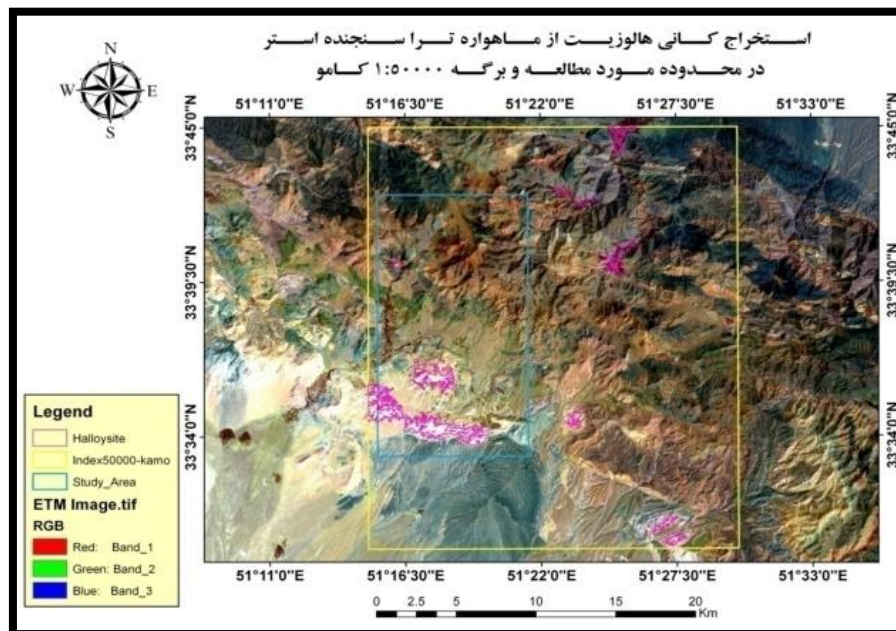 استخراج کانی هالوزیت از ماهواره ترا سنجنده استر
در محدوده مورد مطالعه و برگه ۱:۵۰۰۰۰ کامو
N
W E
S
51°11'0"E 51°16'30"E 51°22'0"E 51°27'30"E 51°33'0"E
33°45'0"N 33°45'0"N
33°39'30"N 33°39'30"N
33°34'0"N 33°34'0"N
Legend
Halloysite
Index50000-kamo
Study_Area
ETM Image.tif
RGB
Red: Band_1
Green: Band_2
Blue: Band_3
51°11'0"E 51°16'30"E 51°22'0"E 51°27'30"E 51°33'0"E
0 2.5 5 10 15 20
Km